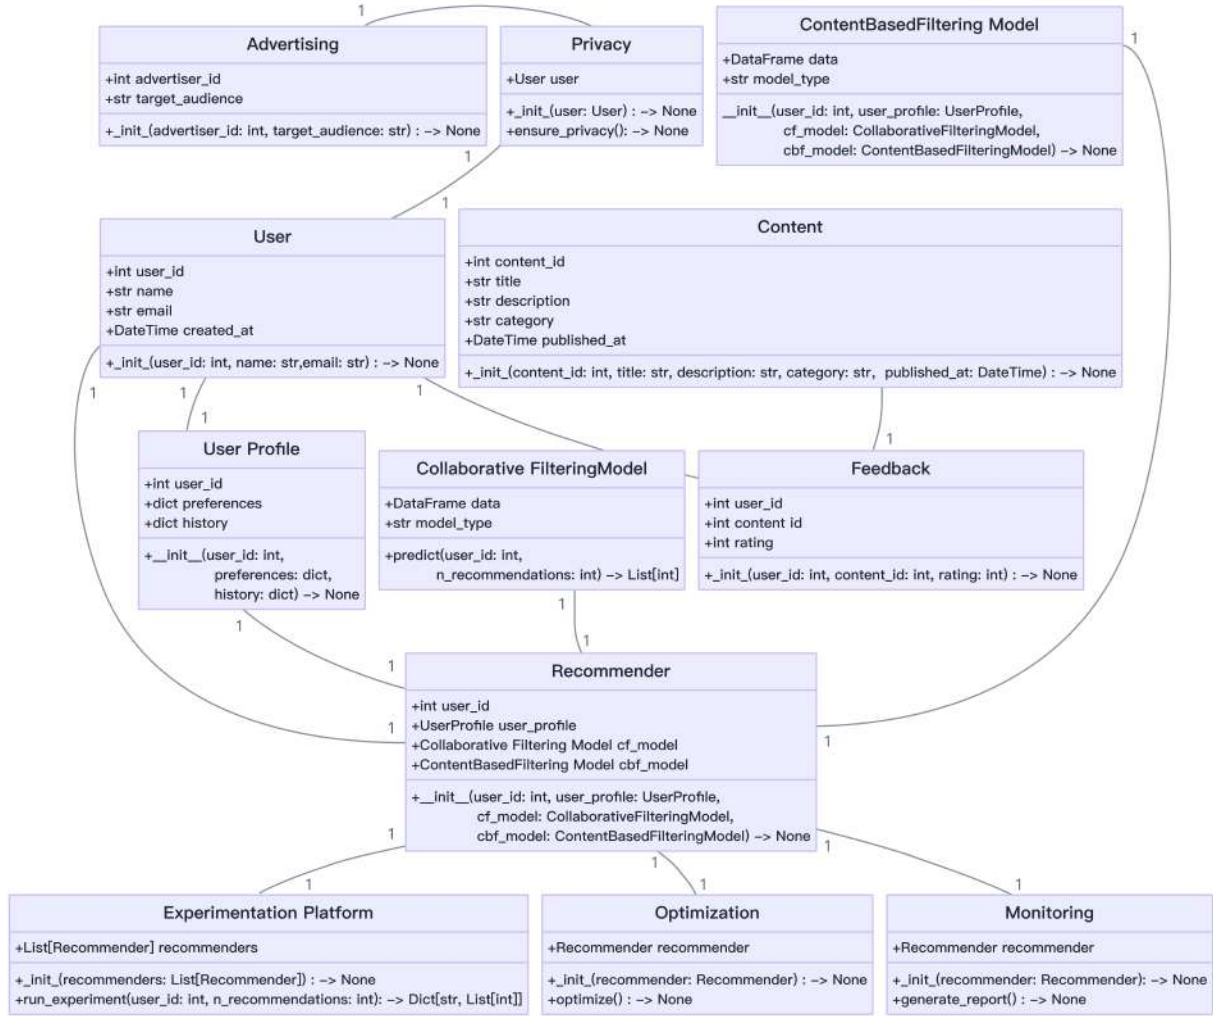 1
Advertising
+int advertiser_id
+str target_audience
+_init_(advertiser_id: int, target_audience: str) : -> None
Privacy
+User user
+_init_(user: User) : -> None
+ensure_privacy(): -> None
ContentBasedFiltering Model
+DataFrame data
+str model_type
__init__(user_id: int, user_profile: UserProfile,
cf_model: CollaborativeFilteringModel,
cbf_model: ContentBasedFilteringModel) -> None
1
1
1
User
+int user_id
+str name
+str email
+DateTime created_at
+_init_(user_id: int, name: str,email: str) : -> None
Content
+int content_id
+str title
+str description
+str category
+DateTime published_at
+_init_(content_id: int, title: str, description: str, category: str, published_at: DateTime) : -> None
1
1
1
1
1
User Profile
+int user_id
+dict preferences
+dict history
+__init__(user_id: int,
preferences: dict,
history: dict) -> None
Collaborative FilteringModel
+DataFrame data
+str model_type
+predict(user_id: int,
n_recommendations: int) -> List[int]
Feedback
+int user_id
+int content id
+int rating
+_init_(user_id: int, content_id: int, rating: int) : -> None
1
1
1
1
1
1
Recommender
+int user_id
+UserProfile user_profile
+Collaborative Filtering Model cf_model
+ContentBasedFiltering Model cbf_model
+__init__(user_id: int, user_profile: UserProfile,
cf_model: CollaborativeFilteringModel,
cbf_model: ContentBasedFilteringModel) -> None
1
1
1
1
1
1
Experimentation Platform
+List[Recommender] recommenders
+_init_(recommenders: List[Recommender]) : -> None
+run_experiment(user_id: int, n_recommendations: int): -> Dict[str, List[int]]
Optimization
+Recommender recommender
+_init_(recommender: Recommender) : -> None
+optimize() : -> None
Monitoring
+Recommender recommender
+_init_(recommender: Recommender): -> None
+generate_report() : -> None